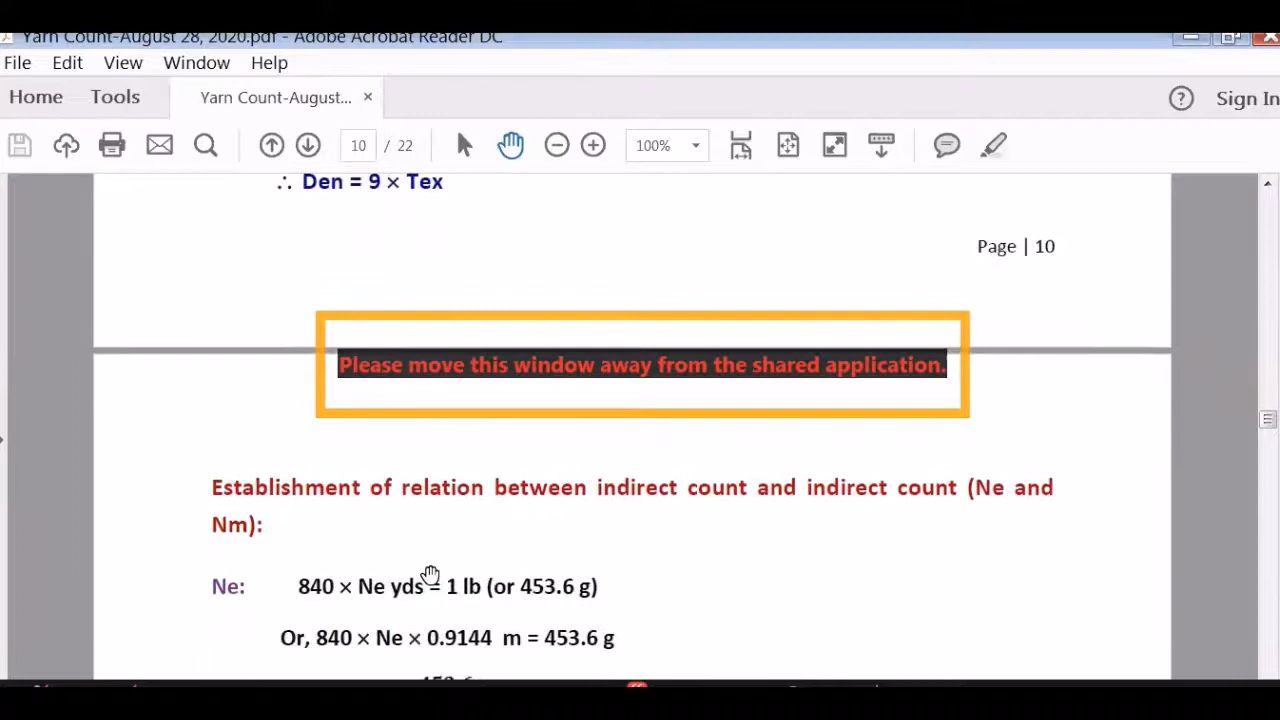 Yarn Count-August 28, 2020.pdf - Adobe Acrobat Reader DC
File Edit View Window Help
Home Tools Yarn Count-August... × ? Sign In
10 / 22 100%
∴ Den = 9 × Tex
Page | 10
Please move this window away from the shared application.
Establishment of relation between indirect count and indirect count (Ne and
Nm):
Ne: 840 × Ne yds = 1 lb (or 453.6 g)
Or, 840 × Ne × 0.9144 m = 453.6 g